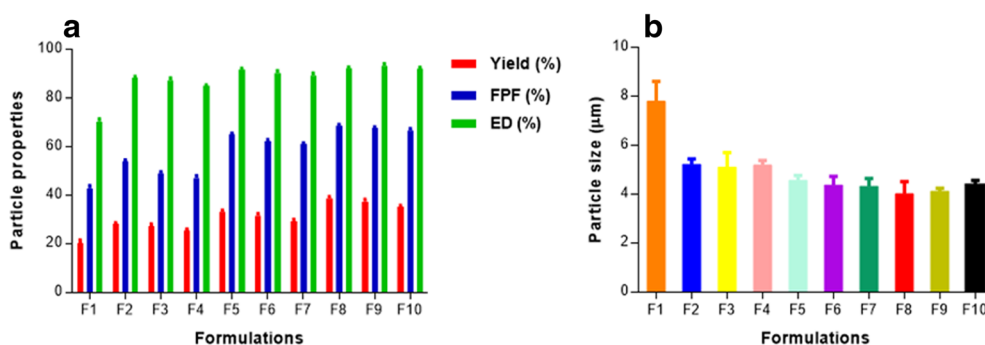 a
100
80
60
40
20
0
Particle properties
F1 F2 F3 F4 F5 F6 F7 F8 F9 F10
Formulations
Yield (%)
FPF (%)
ED (%)
b
10
8
6
4
2
0
Particle size (μm)
F1 F2 F3 F4 F5 F6 F7 F8 F9 F10
Formulations